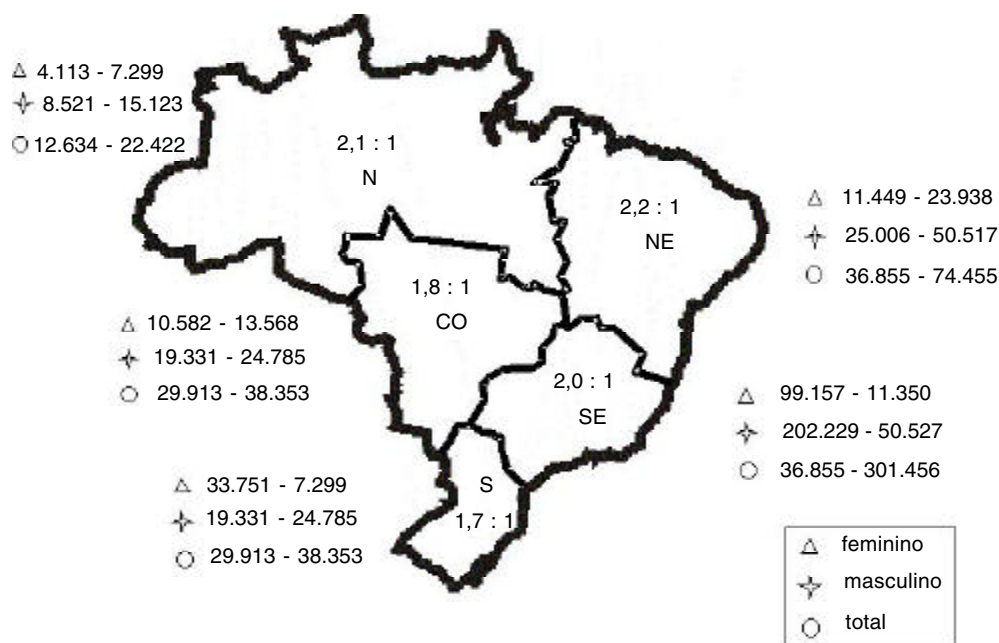 4.113 - 7.299
8.521 - 15.123
12.634 - 22.422
2,1 : 1
N
2,2 : 1
NE
11.449 - 23.938
25.006 - 50.517
36.855 - 74.455
1,8 : 1
CO
10.582 - 13.568
19.331 - 24.785
29.913 - 38.353
2,0 : 1
SE
99.157 - 11.350
202.229 - 50.527
36.855 - 301.456
S
1,7 : 1
33.751 - 7.299
19.331 - 24.785
29.913 - 38.353
feminino
masculino
total